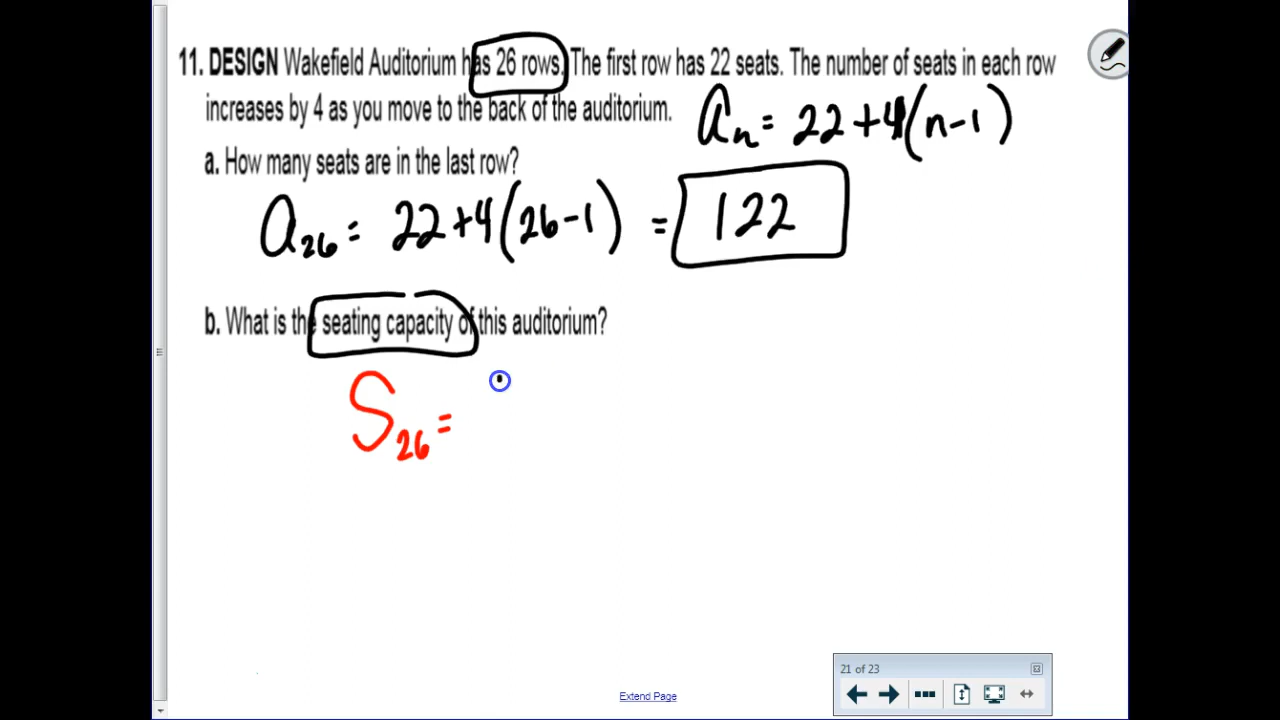 11. DESIGN Wakefield Auditorium has 26 rows. The first row has 22 seats. The number of seats in each row
increases by 4 as you move to the back of the auditorium.
aₙ = 22 + 4(n-1)
a. How many seats are in the last row?
a₂₆ = 22 + 4(26-1) = 122
b. What is the seating capacity of this auditorium?
S₂₆ =
21 of 23
Extend Page